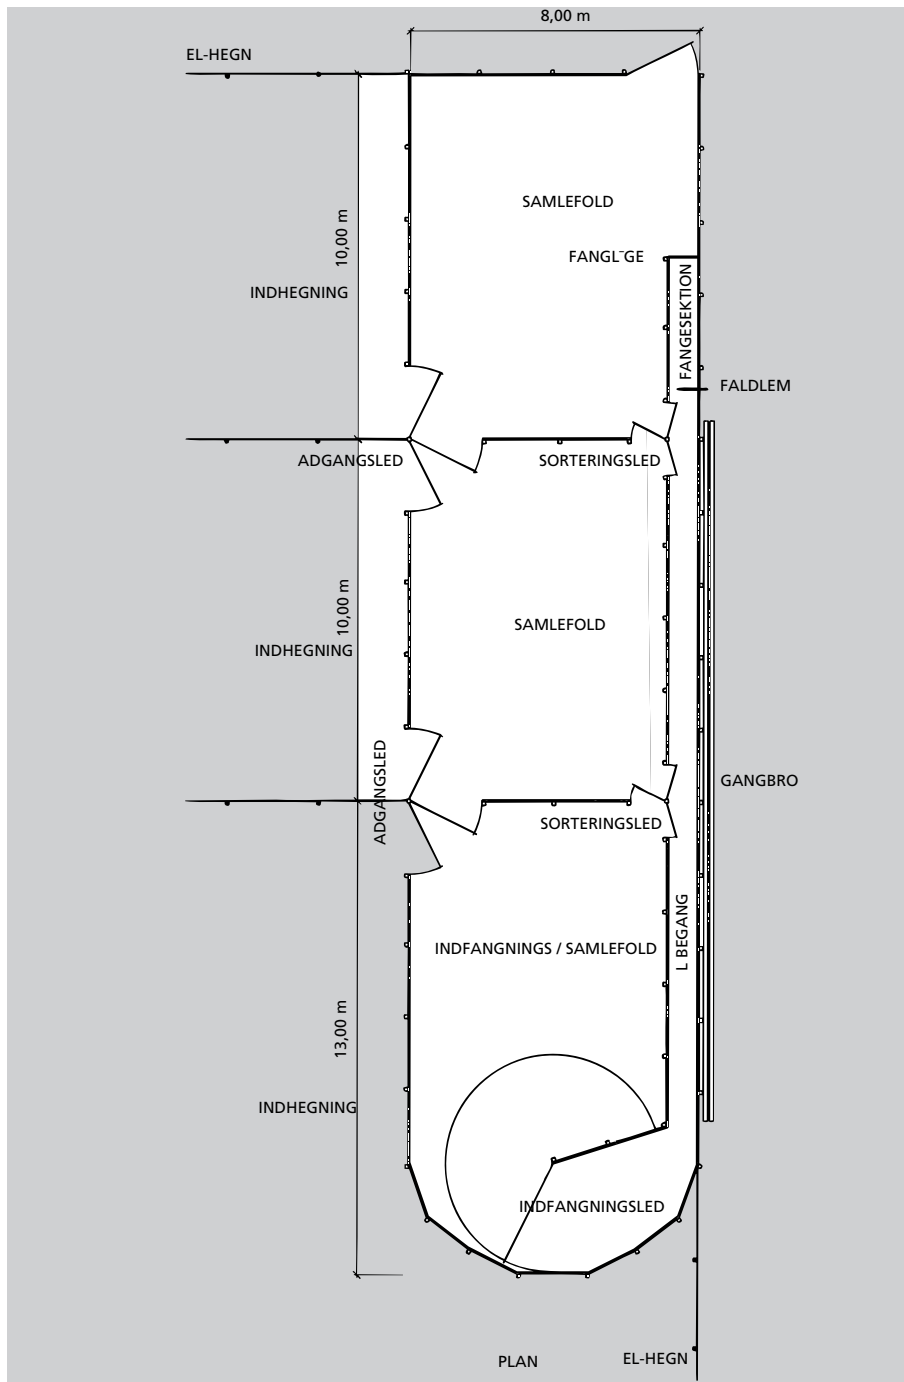 8,00 m
EL-HEGN
SAMLEFOLD
10,00 m
FANGL¯GE
FANGESEKTION
INDHEGNING
FALDLEM
ADGANGSLED
SORTERINGSLED
10,00 m
SAMLEFOLD
INDHEGNING
ADGANGSLED
GANGBRO
SORTERINGSLED
L BEGANG
INDFANGNINGS / SAMLEFOLD
13,00 m
INDHEGNING
INDFANGNINGSLED
PLAN
EL-HEGN